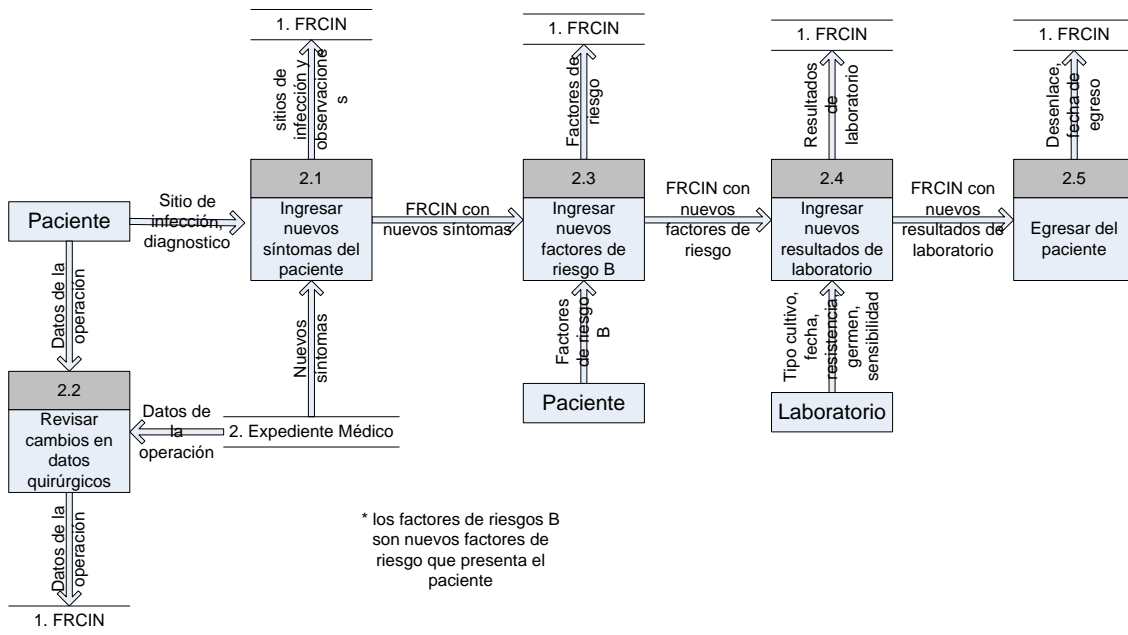 1. FRCIN
1. FRCIN
1. FRCIN
1. FRCIN
sitios de
infección y
observacione
s
Factores de
riesgo
Resultados
de
laboratorio
Desenlace,
fecha de
egreso
Paciente
Sitio de
infección,
diagnostico
2.1
Ingresar
nuevos
síntomas del
paciente
FRCIN con
nuevos síntomas
2.3
Ingresar
nuevos
factores de
riesgo B
FRCIN con
nuevos
factores de
riesgo
2.4
Ingresar
nuevos
resultados de
laboratorio
FRCIN con
nuevos
resultados de
laboratorio
2.5
Egresar del
paciente
Datos de la
operación
Nuevos
síntomas
Factores
de riesgo
B
Tipo cultivo,
fecha,
resistencia
germen,
sensibilidad
2.2
Revisar
cambios en
datos
quirúrgicos
Datos de
la
operación
2. Expediente Médico
Paciente
Laboratorio
Datos de la
operación
1. FRCIN
* los factores de riesgos B
son nuevos factores de
riesgo que presenta el
paciente